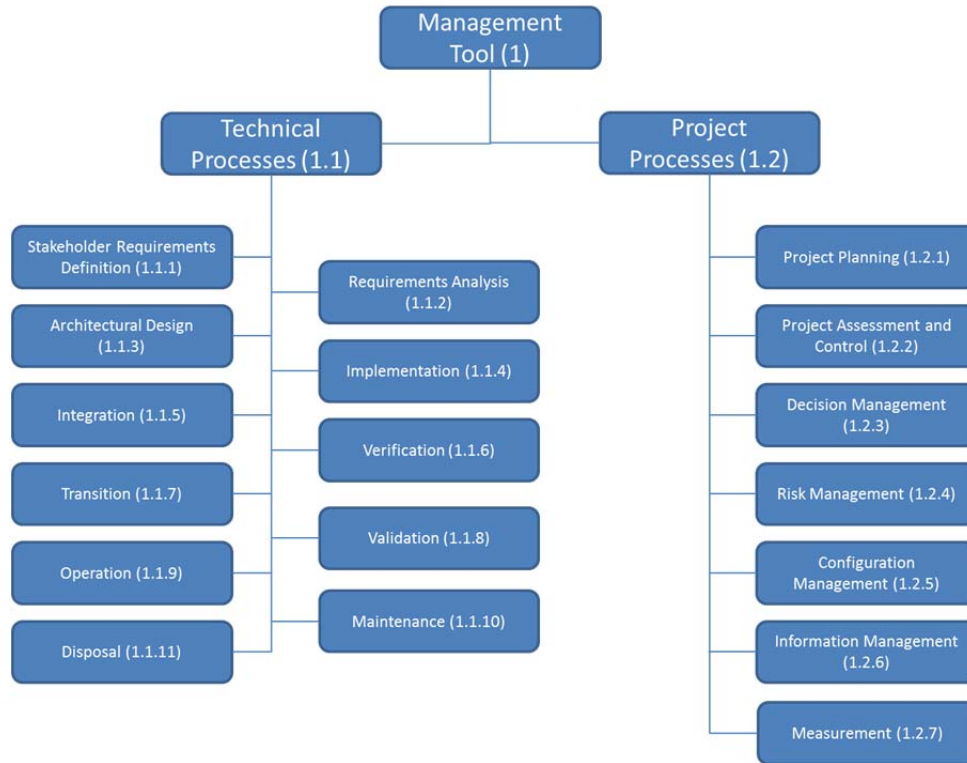 Management
Tool (1)
Technical
Processes (1.1)
Project
Processes (1.2)
Stakeholder Requirements
Definition (1.1.1)
Requirements Analysis
(1.1.2)
Architectural Design
(1.1.3)
Implementation (1.1.4)
Integration (1.1.5)
Verification (1.1.6)
Transition (1.1.7)
Validation (1.1.8)
Operation (1.1.9)
Maintenance (1.1.10)
Disposal (1.1.11)
Project Planning (1.2.1)
Project Assessment and
Control (1.2.2)
Decision Management
(1.2.3)
Risk Management (1.2.4)
Configuration
Management (1.2.5)
Information Management
(1.2.6)
Measurement (1.2.7)